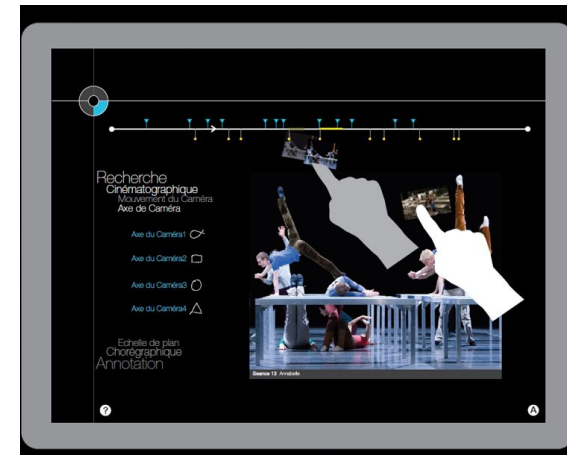 Recherche
Cinématographique
Mouvement du Caméra
Axe de Caméra
Axe du Caméra1
Axe du Caméra2
Axe du Caméra3
Axe du Caméra4
Echelle de plan
Chorégraphique
Annotation
Seance 13 Annabelle
?
A